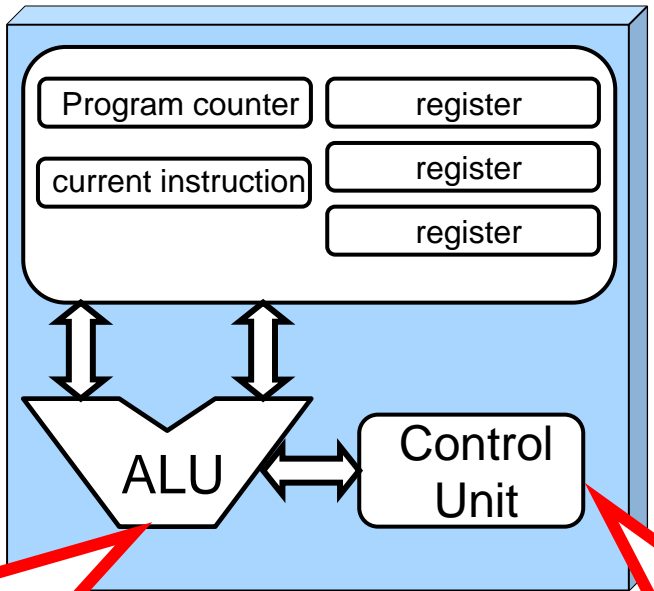 Program counter
register
current instruction
register
register
ALU
Control
Unit